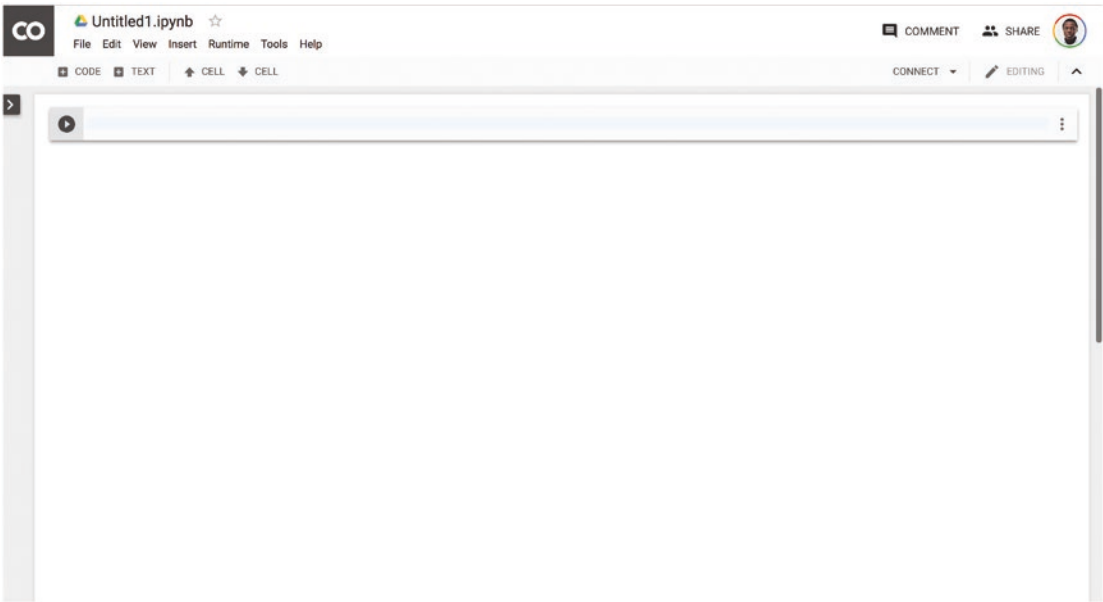 CO
Untitled1.ipynb
File Edit View Insert Runtime Tools Help
COMMENT SHARE
CODE TEXT CELL CELL
CONNECT EDITING